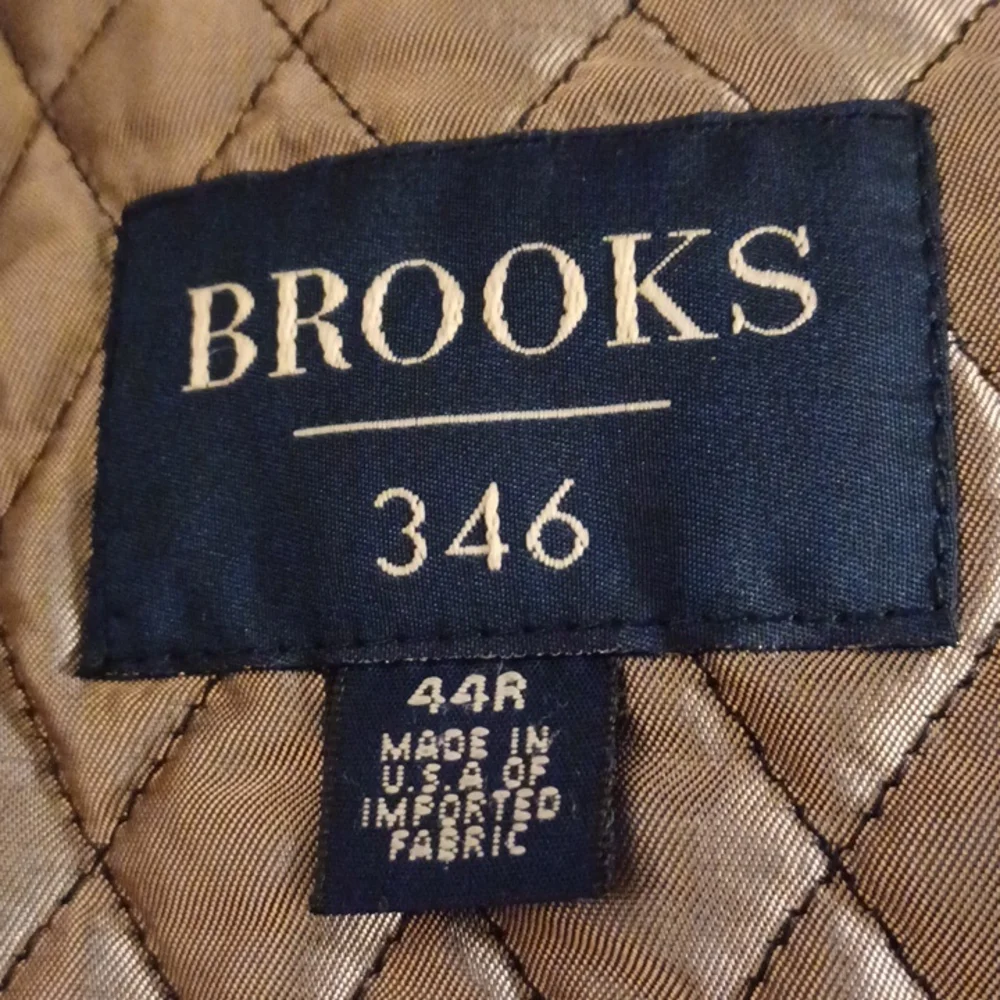 BROOKS
346
44R
MADE IN
U.S.A OF
IMPORTED
FABRIC